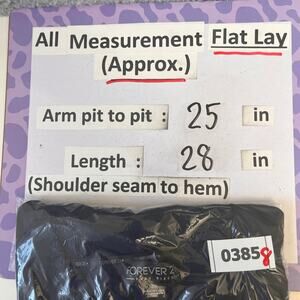 All Measurement Flat Lay
(Approx.)
Arm pit to pit : 25 in
Length : 28 in
(Shoulder seam to hem)
FOREVER 21
03859